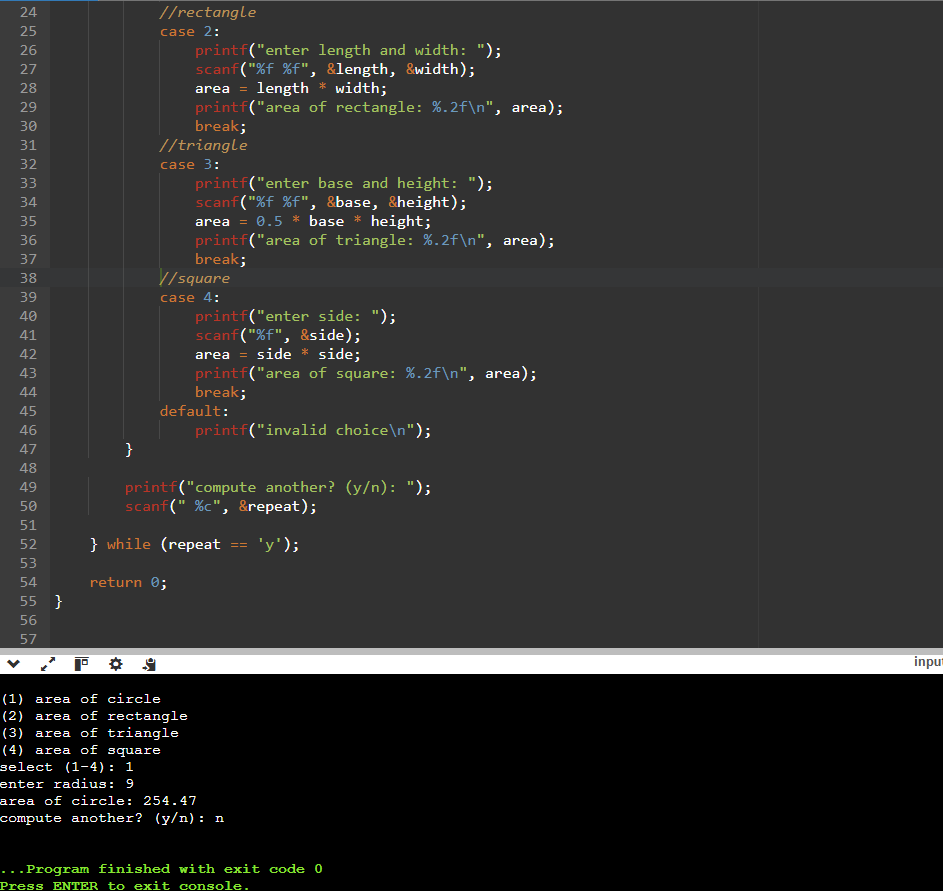 24 //rectangle
25 case 2:
26 printf("enter length and width: ");
27 scanf("%f %f", &length, &width);
28 area = length * width;
29 printf("area of rectangle: %.2f\n", area);
30 break;
31 //triangle
32 case 3:
33 printf("enter base and height: ");
34 scanf("%f %f", &base, &height);
35 area = 0.5 * base * height;
36 printf("area of triangle: %.2f\n", area);
37 break;
38 //square
39 case 4:
40 printf("enter side: ");
41 scanf("%f", &side);
42 area = side * side;
43 printf("area of square: %.2f\n", area);
44 break;
45 default:
46 printf("invalid choice\n");
47 }
48
49 printf("compute another? (y/n): ");
50 scanf(" %c", &repeat);
51
52 } while (repeat == 'y');
53
54 return 0;
55 }
56
57
input
(1) area of circle
(2) area of rectangle
(3) area of triangle
(4) area of square
select (1-4): 1
enter radius: 9
area of circle: 254.47
compute another? (y/n): n
...Program finished with exit code 0
Press ENTER to exit console.